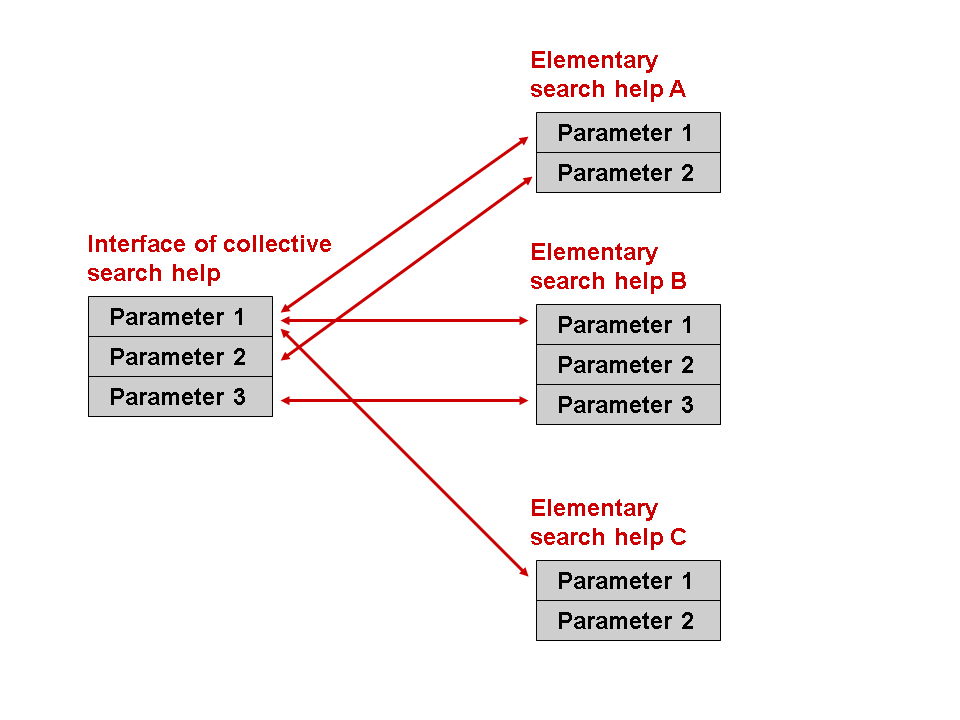 Elementary
search help A
Parameter 1
Parameter 2
Interface of collective
search help
Parameter 1
Parameter 2
Parameter 3
Elementary
search help B
Parameter 1
Parameter 2
Parameter 3
Elementary
search help C
Parameter 1
Parameter 2